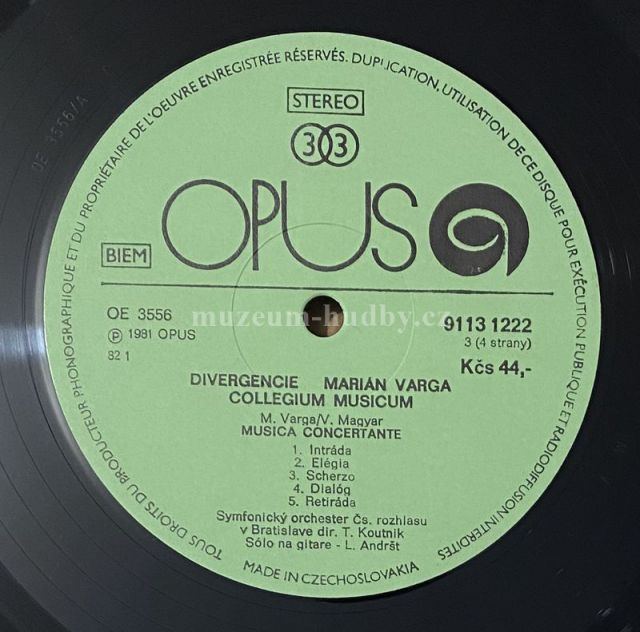 TOUS DROITS DU PRODUCTEUR PHONOGRAPHIQUE ET DU PROPRIÉTAIRE DE L'OEUVRE ENREGISTRÉE RÉSERVÉS. DUPLICATION, UTILISATION DE CE DISQUE POUR EXÉCUTION PUBLIQUE ET RADIODIFFUSION INTERDITES
OE 3556/A
STEREO
33
OPUS
BIEM
OE 3556
℗ 1981 OPUS
82 1
muzeum-hudby.cz
9113 1222
3 (4 strany)
Kčs 44,-
DIVERGENCIE MARIÁN VARGA
COLLEGIUM MUSICUM
M. Varga/V. Magyar
MUSICA CONCERTANTE
1. Intráda
2. Elégia
3. Scherzo
4. Dialóg
5. Retiráda
Symfonický orchester Čs. rozhlasu
v Bratislave dir. T. Koutnik
Sólo na gitare - L. Andršt
MADE IN CZECHOSLOVAKIA